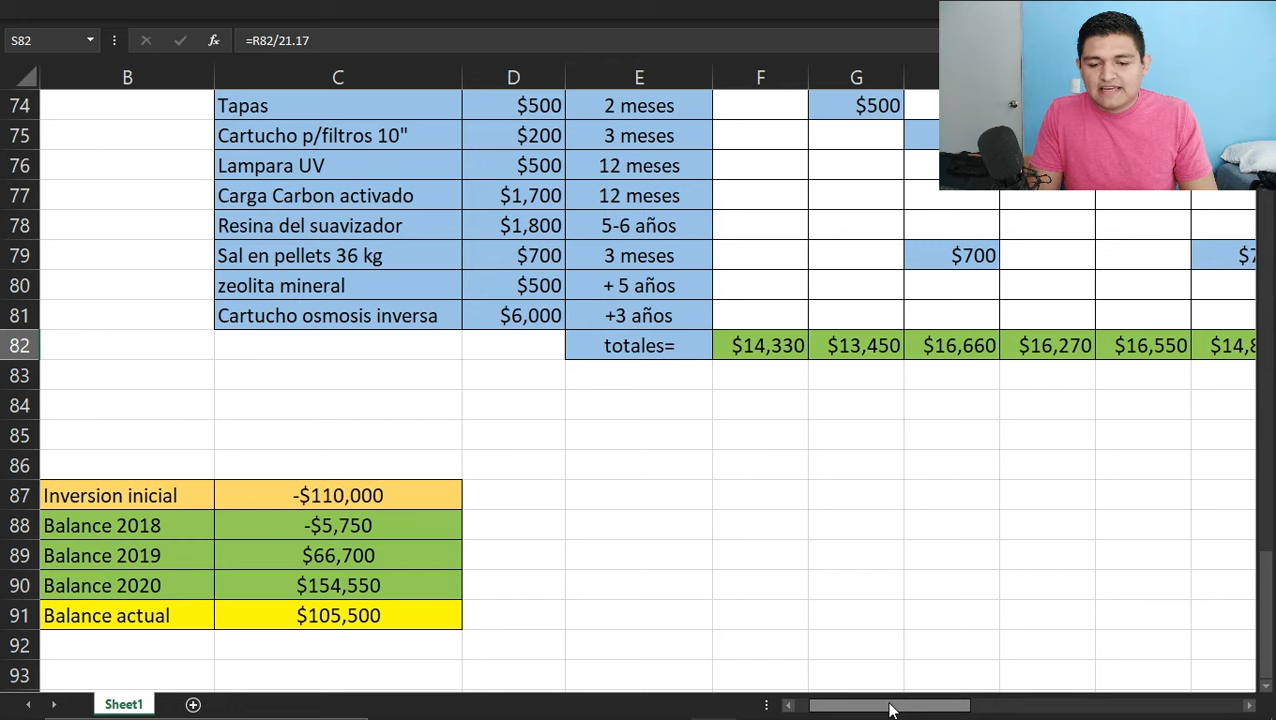 S82 fx =R82/21.17
B C D E F G
74 Tapas $500 2 meses $500
75 Cartucho p/filtros 10" $200 3 meses
76 Lampara UV $500 12 meses
77 Carga Carbon activado $1,700 12 meses
78 Resina del suavizador $1,800 5-6 años
79 Sal en pellets 36 kg $700 3 meses $700
80 zeolita mineral $500 + 5 años
81 Cartucho osmosis inversa $6,000 +3 años
82 totales= $14,330 $13,450 $16,660 $16,270 $16,550
83
84
85
86
87 Inversion inicial -$110,000
88 Balance 2018 -$5,750
89 Balance 2019 $66,700
90 Balance 2020 $154,550
91 Balance actual $105,500
92
93
Sheet1